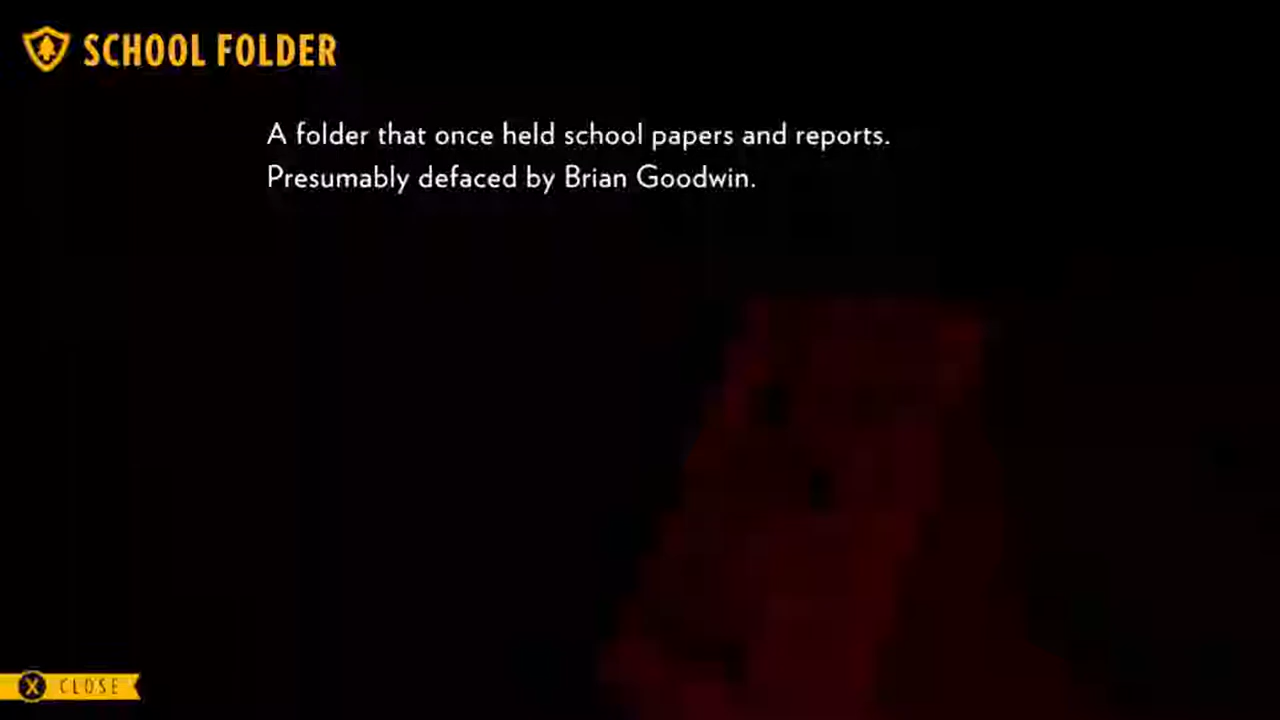 SCHOOL FOLDER
A folder that once held school papers and reports.
Presumably defaced by Brian Goodwin.
X CLOSE